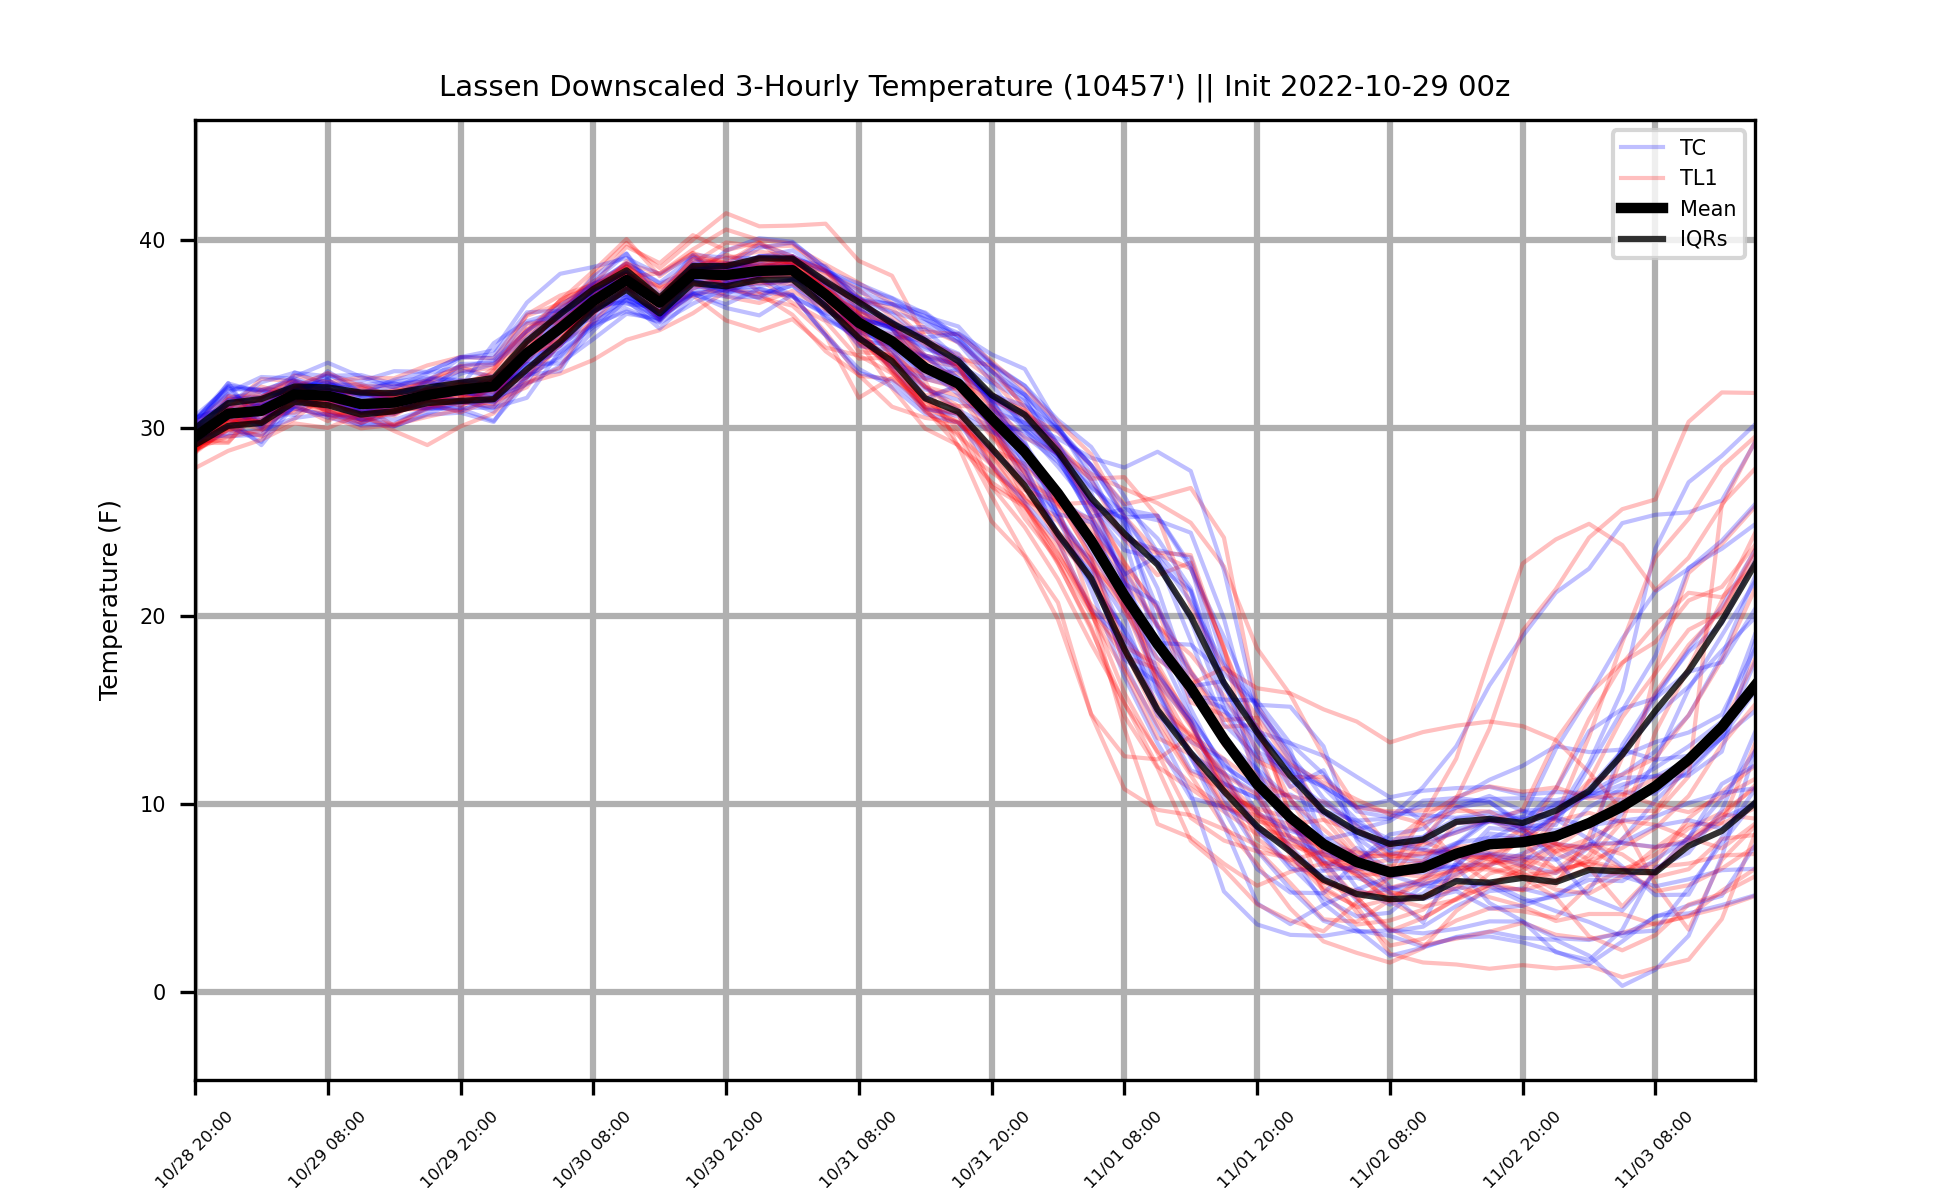 Lassen Downscaled 3-Hourly Temperature (10457') || Init 2022-10-29 00z
TC
TL1
Mean
IQRs
Temperature (F)
40
30
20
10
0
10/28 20:00
10/29 08:00
10/29 20:00
10/30 08:00
10/30 20:00
10/31 08:00
10/31 20:00
11/01 08:00
11/01 20:00
11/02 08:00
11/02 20:00
11/03 08:00